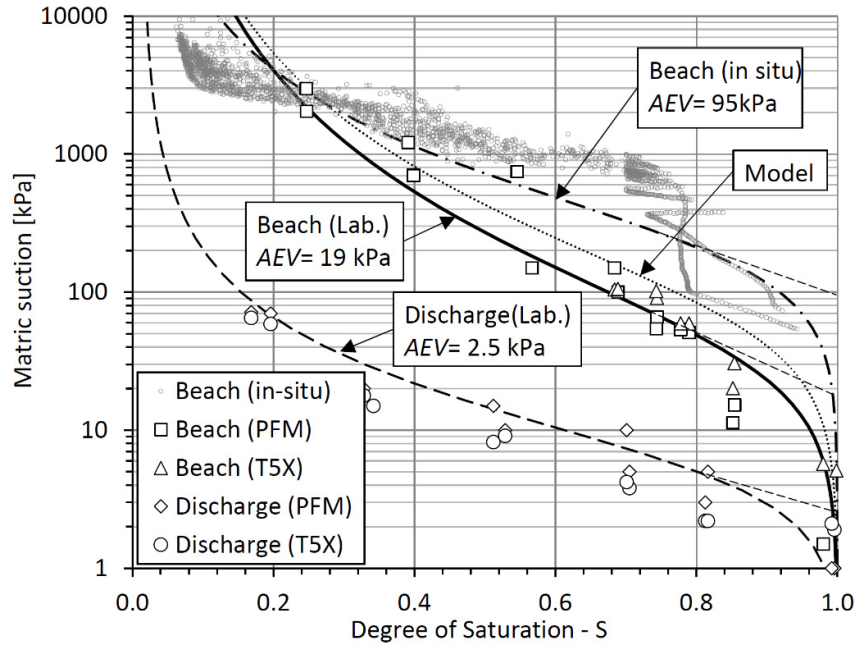 10000
1000
100
10
1
Matric suction [kPa]
Beach (in situ)
AEV= 95kPa
Model
Beach (Lab.)
AEV= 19 kPa
Discharge(Lab.)
AEV= 2.5 kPa
Beach (in-situ)
Beach (PFM)
Beach (T5X)
Discharge (PFM)
Discharge (T5X)
0.0 0.2 0.4 0.6 0.8 1.0
Degree of Saturation - S